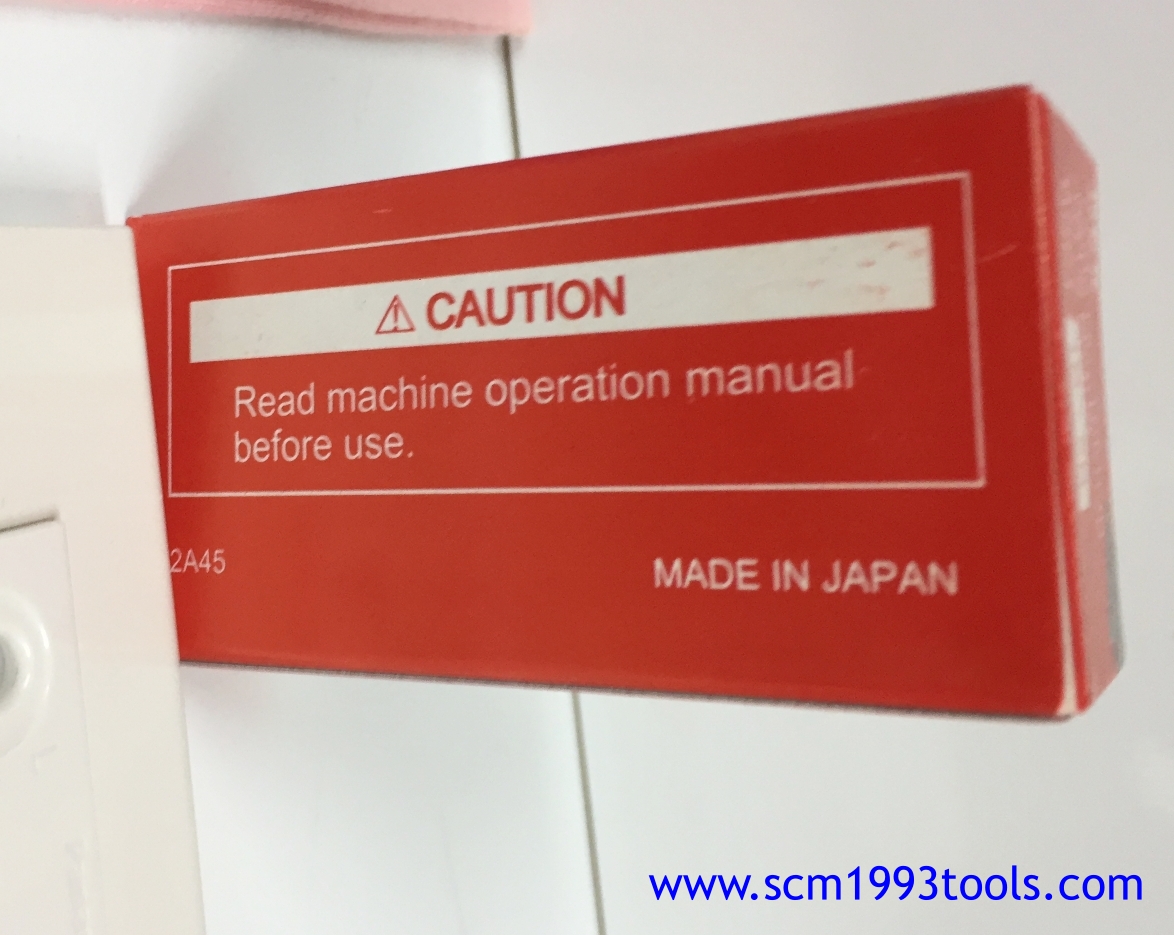 ⚠ CAUTION
Read machine operation manual
before use.
2A45
MADE IN JAPAN
www.scm1993tools.com